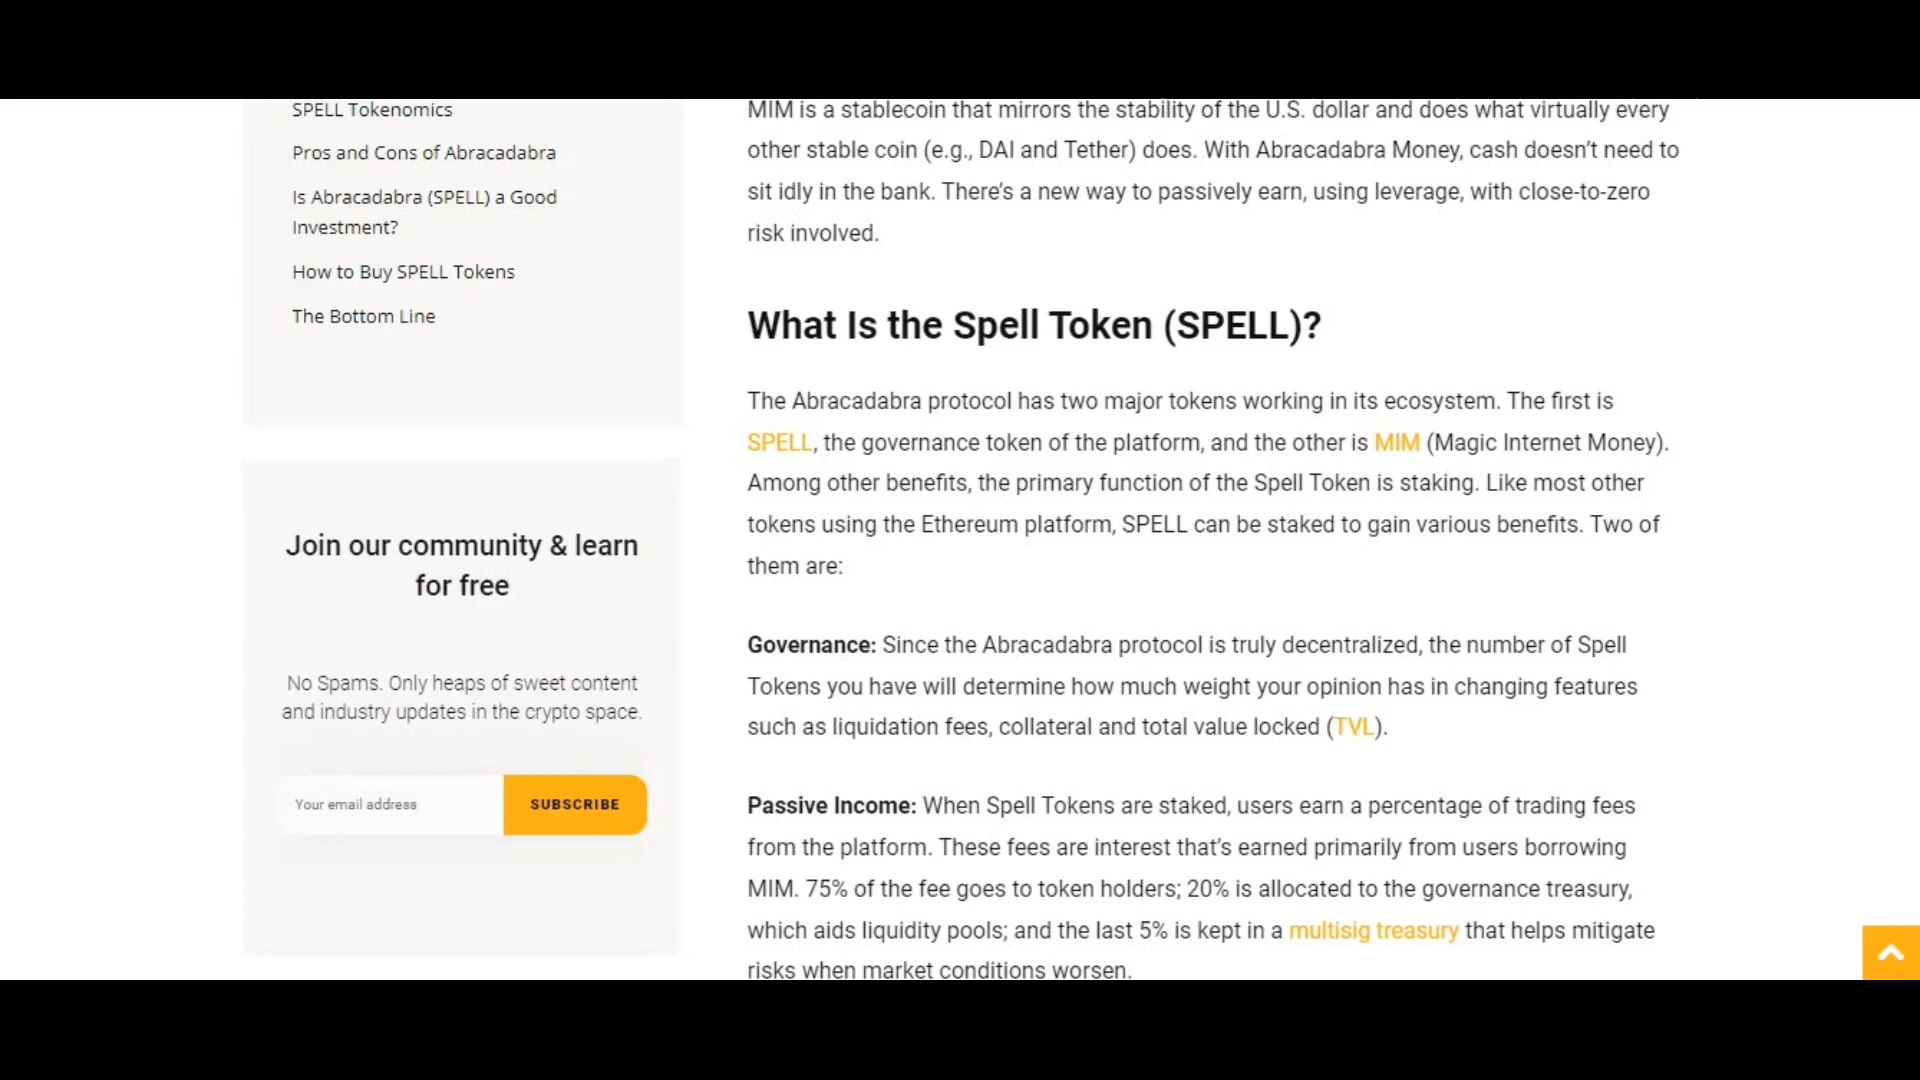 SPELL Tokenomics
Pros and Cons of Abracadabra
Is Abracadabra (SPELL) a Good
Investment?
How to Buy SPELL Tokens
The Bottom Line
Join our community & learn
for free
No Spams. Only heaps of sweet content
and industry updates in the crypto space.
Your email address
SUBSCRIBE
MIM is a stablecoin that mirrors the stability of the U.S. dollar and does what virtually every
other stable coin (e.g., DAI and Tether) does. With Abracadabra Money, cash doesn’t need to
sit idly in the bank. There’s a new way to passively earn, using leverage, with close-to-zero
risk involved.
What Is the Spell Token (SPELL)?
The Abracadabra protocol has two major tokens working in its ecosystem. The first is
SPELL, the governance token of the platform, and the other is MIM (Magic Internet Money).
Among other benefits, the primary function of the Spell Token is staking. Like most other
tokens using the Ethereum platform, SPELL can be staked to gain various benefits. Two of
them are:
Governance: Since the Abracadabra protocol is truly decentralized, the number of Spell
Tokens you have will determine how much weight your opinion has in changing features
such as liquidation fees, collateral and total value locked (TVL).
Passive Income: When Spell Tokens are staked, users earn a percentage of trading fees
from the platform. These fees are interest that’s earned primarily from users borrowing
MIM. 75% of the fee goes to token holders; 20% is allocated to the governance treasury,
which aids liquidity pools; and the last 5% is kept in a multisig treasury that helps mitigate
risks when market conditions worsen.